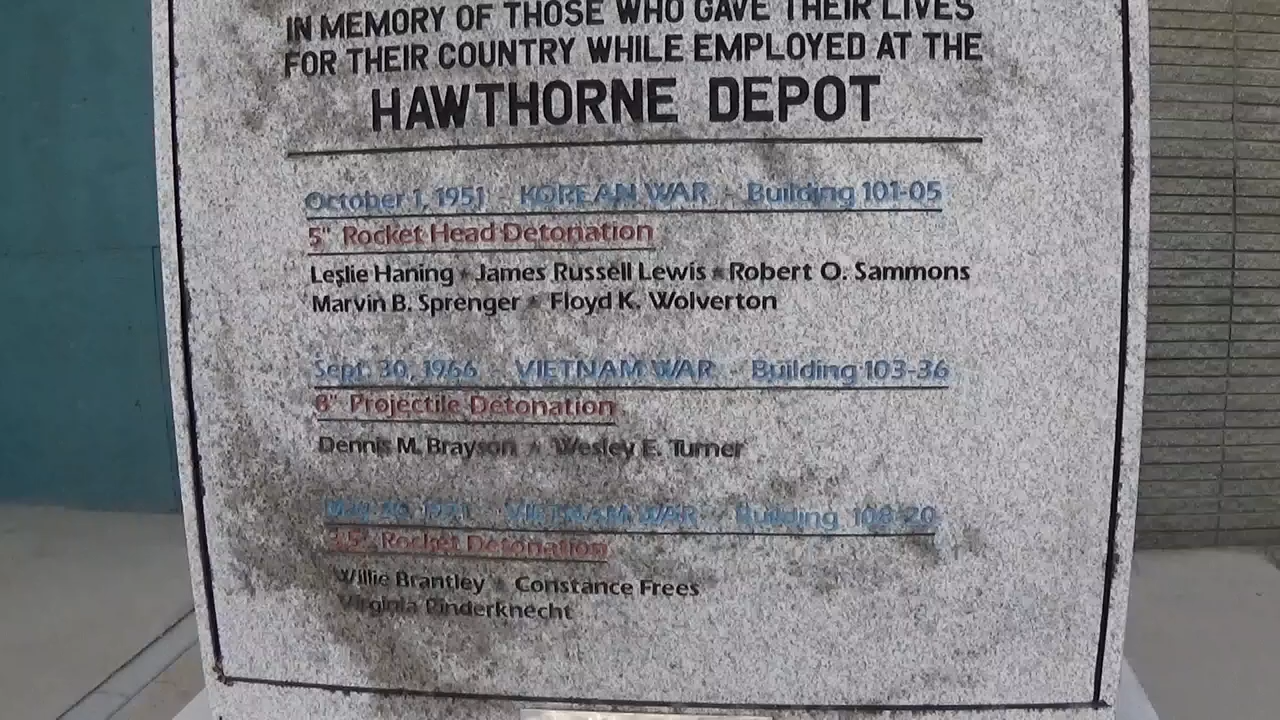 IN MEMORY OF THOSE WHO GAVE THEIR LIVES
FOR THEIR COUNTRY WHILE EMPLOYED AT THE
HAWTHORNE DEPOT
October 1, 1951 - KOREAN WAR - Building 101-05
5" Rocket Head Detonation
Leslie Haning * James Russell Lewis * Robert O. Sammons
Marvin B. Sprenger * Floyd K. Wolverton
Sept. 30, 1966 - VIETNAM WAR - Building 103-36
8" Projectile Detonation
Dennis M. Brayson * Wesley E. Turner
May VIETNAM WAR - Building 108-20
Rocket Detonation
Willie Brantley * Constance Frees
Virginia Rinderknecht